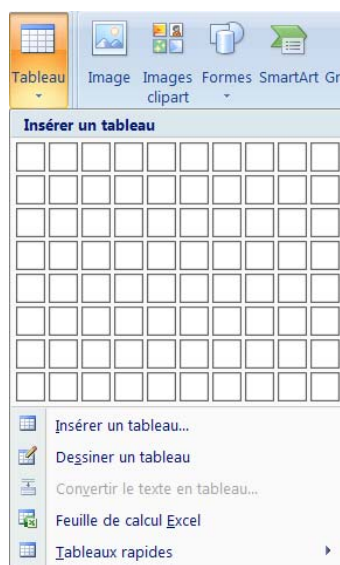 Tableau Image Images clipart Formes SmartArt Gr
Insérer un tableau
Insérer un tableau...
Dessiner un tableau
Convertir le texte en tableau...
Feuille de calcul Excel
Tableaux rapides